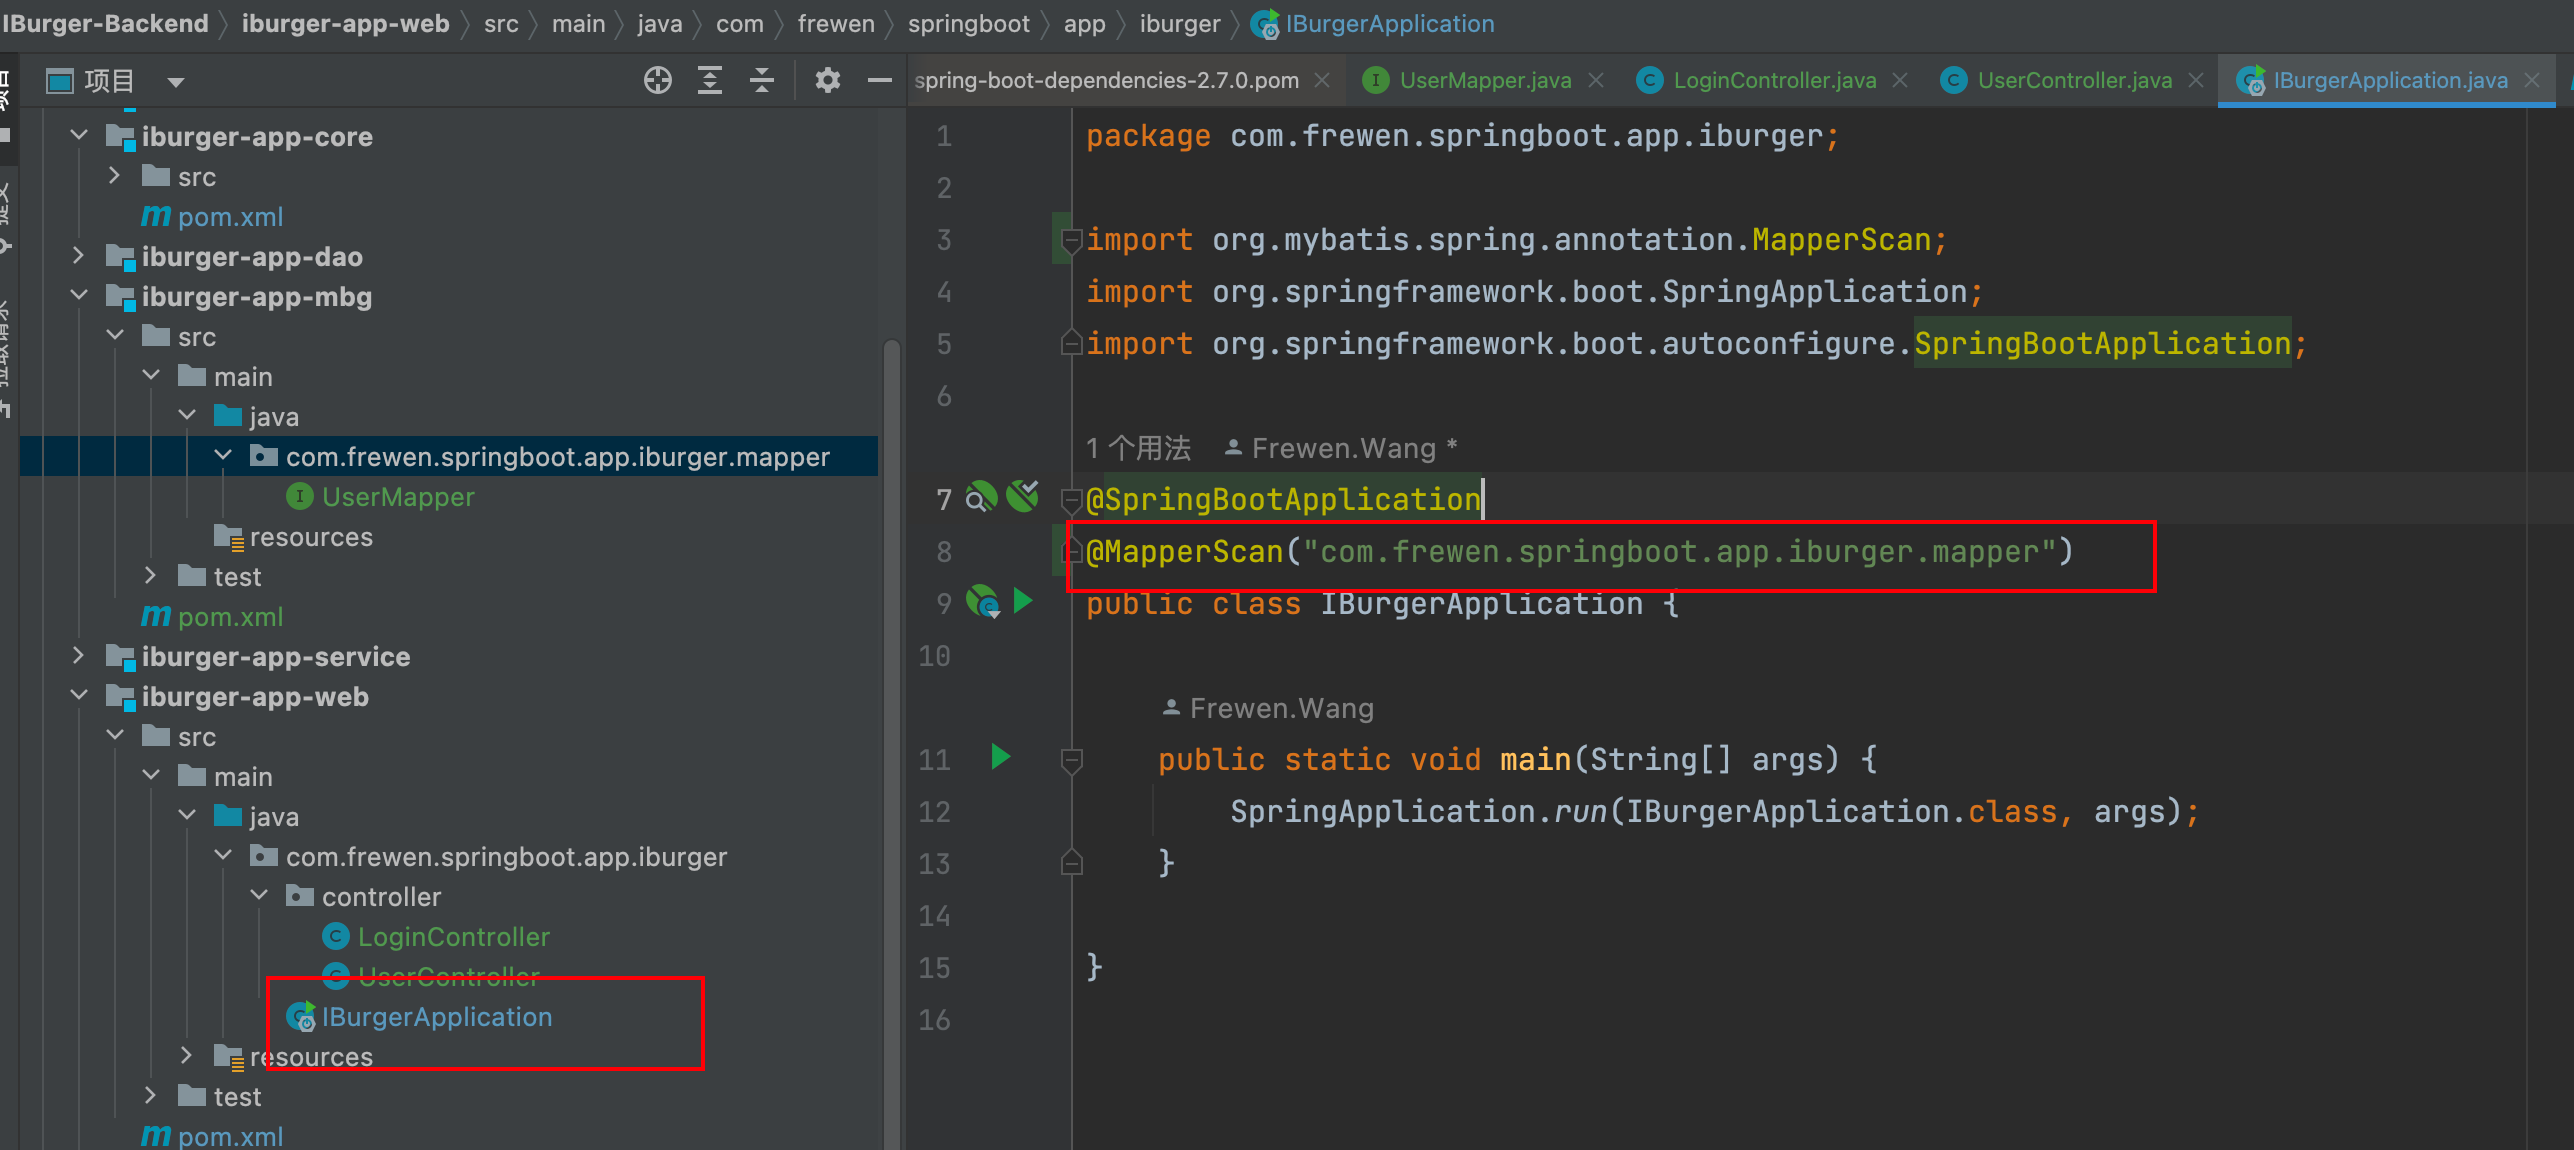 IBurger-Backend 〉 iburger-app-web 〉 src 〉 main 〉 java 〉 com 〉 frewen 〉 springboot 〉 app 〉 iburger 〉 IBurgerApplication
项目
spring-boot-dependencies-2.7.0.pom
UserMapper.java
LoginController.java
UserController.java
IBurgerApplication.java
iburger-app-core
src
pom.xml
iburger-app-dao
iburger-app-mbg
src
main
java
com.frewen.springboot.app.iburger.mapper
UserMapper
resources
test
pom.xml
iburger-app-service
iburger-app-web
src
main
java
com.frewen.springboot.app.iburger
controller
LoginController
UserController
IBurgerApplication
resources
test
pom.xml
1 package com.frewen.springboot.app.iburger;
2
3 import org.mybatis.spring.annotation.MapperScan;
4 import org.springframework.boot.SpringApplication;
5 import org.springframework.boot.autoconfigure.SpringBootApplication;
6
1 个用法 Frewen.Wang *
7 @SpringBootApplication
8 @MapperScan("com.frewen.springboot.app.iburger.mapper")
9 public class IBurgerApplication {
10
Frewen.Wang
11 public static void main(String[] args) {
12 SpringApplication.run(IBurgerApplication.class, args);
13 }
14
15 }
16